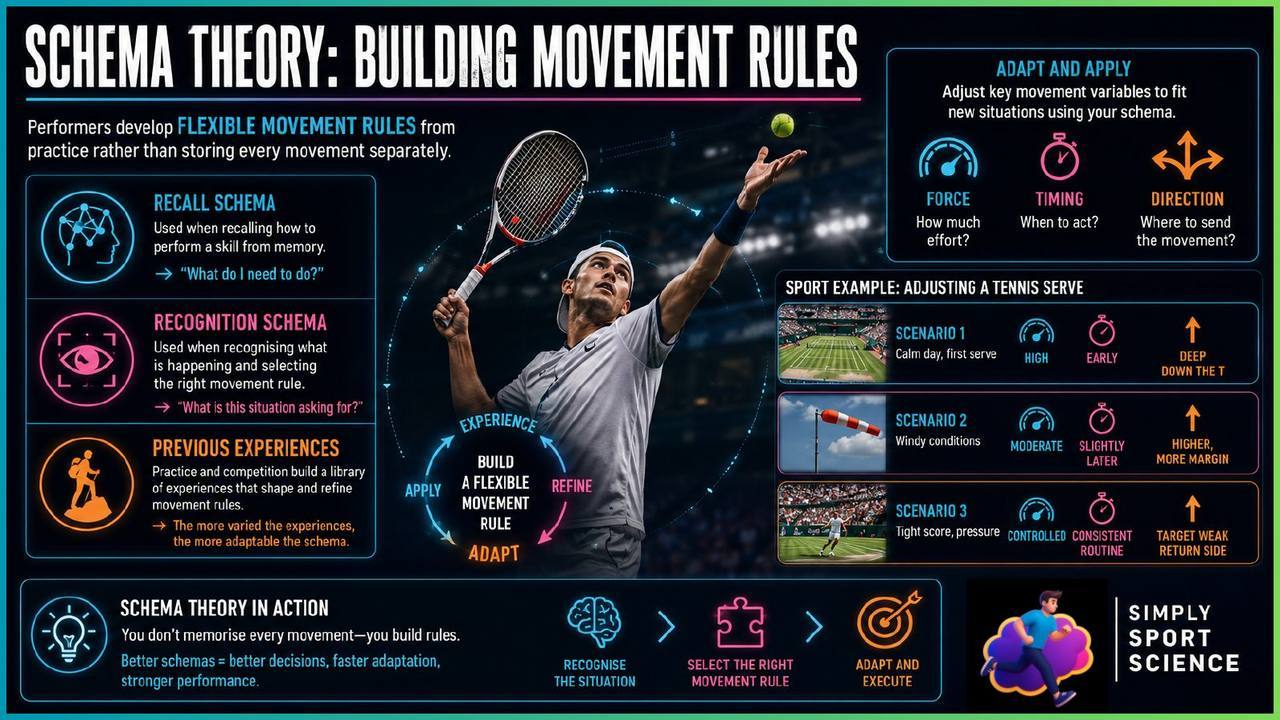 SCHEMA THEORY: BUILDING MOVEMENT RULES
Performers develop FLEXIBLE MOVEMENT RULES from
practice rather than storing every movement separately.
RECALL SCHEMA
Used when recalling how to
perform a skill from memory.
→ “What do I need to do?”
RECOGNITION SCHEMA
Used when recognising what
is happening and selecting
the right movement rule.
→ “What is this situation asking for?”
PREVIOUS EXPERIENCES
Practice and competition build a library
of experiences that shape and refine
movement rules.
→ The more varied the experiences,
the more adaptable the schema.
EXPERIENCE
REFINE
ADAPT
APPLY
BUILD
A FLEXIBLE
MOVEMENT
RULE
ADAPT AND APPLY
Adjust key movement variables to fit
new situations using your schema.
FORCE
How much
effort?
TIMING
When to act?
DIRECTION
Where to send
the movement?
SPORT EXAMPLE: ADJUSTING A TENNIS SERVE
SCENARIO 1
Calm day, first serve
HIGH
EARLY
DEEP
DOWN THE T
SCENARIO 2
Windy conditions
MODERATE
SLIGHTLY
LATER
HIGHER,
MORE MARGIN
SCENARIO 3
Tight score, pressure
CONTROLLED
CONSISTENT
ROUTINE
TARGET WEAK
RETURN SIDE
SCHEMA THEORY IN ACTION
You don’t memorise every movement—you build rules.
Better schemas = better decisions, faster adaptation,
stronger performance.
RECOGNISE
THE SITUATION
SELECT THE RIGHT
MOVEMENT RULE
ADAPT AND
EXECUTE
SIMPLY
SPORT
SCIENCE